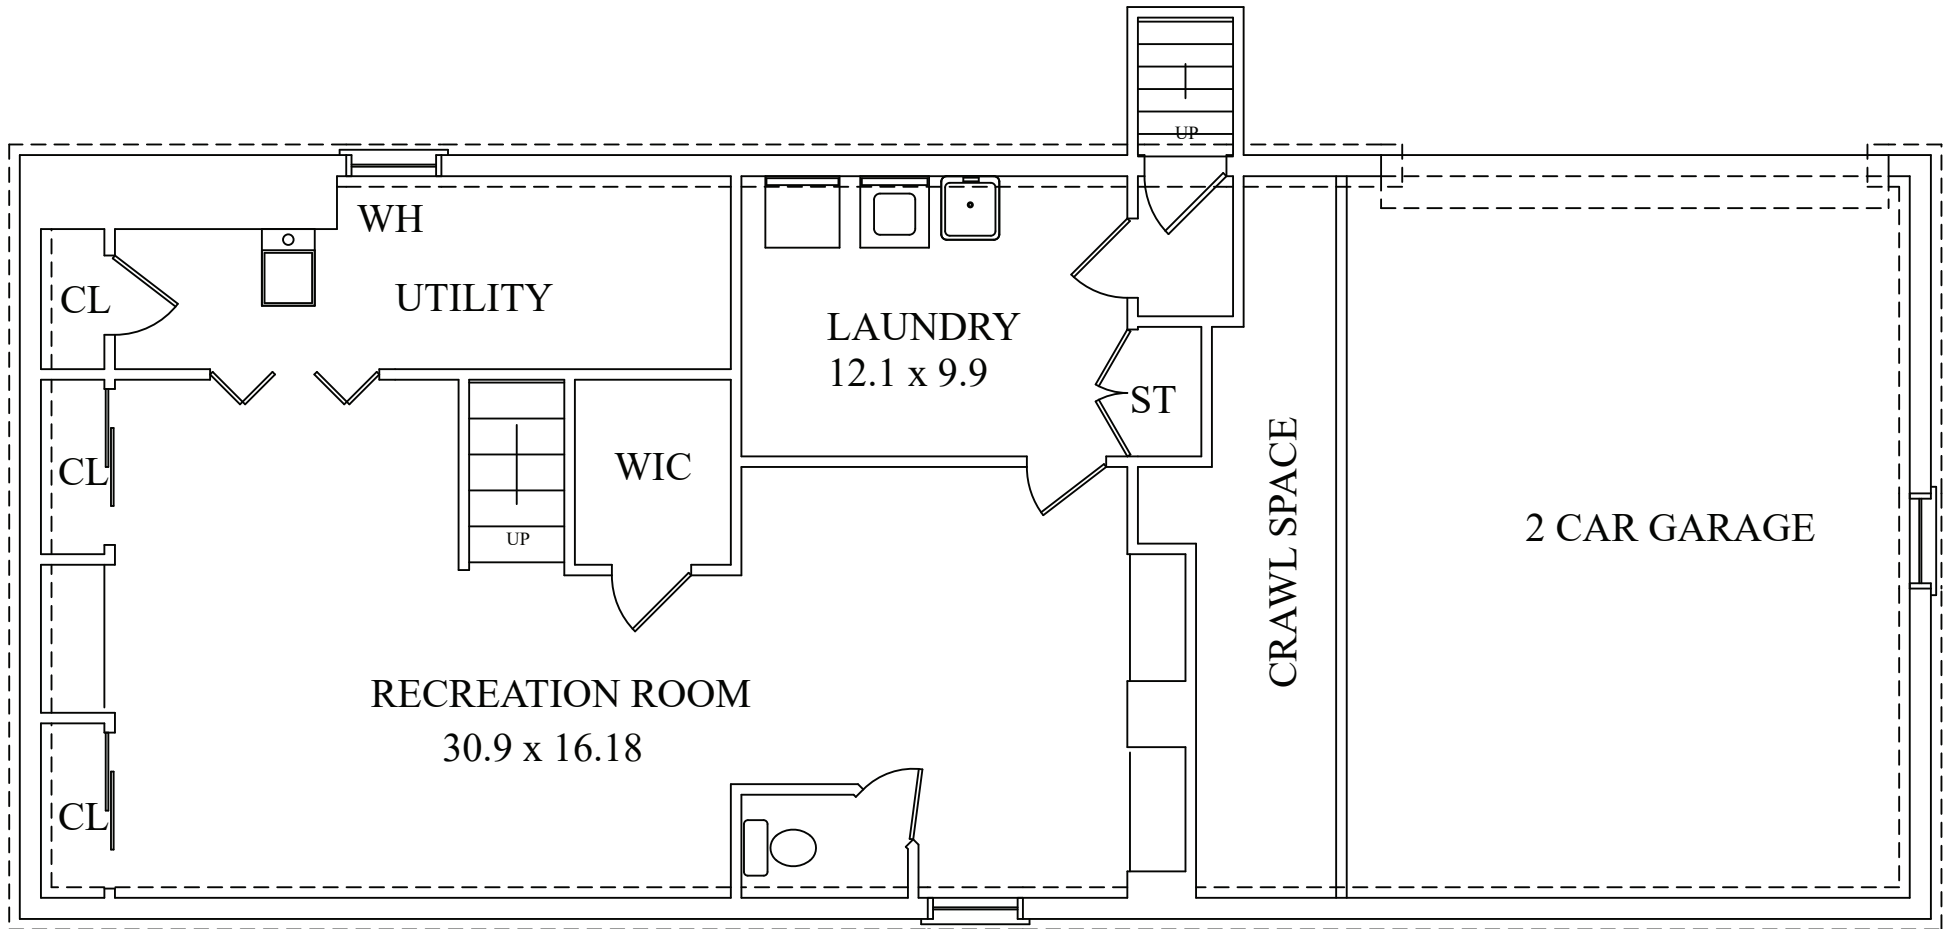 UP
WH
CL
UTILITY
LAUNDRY
12.1 x 9.9
ST
CL
WIC
UP
CRAWL SPACE
2 CAR GARAGE
RECREATION ROOM
30.9 x 16.18
CL